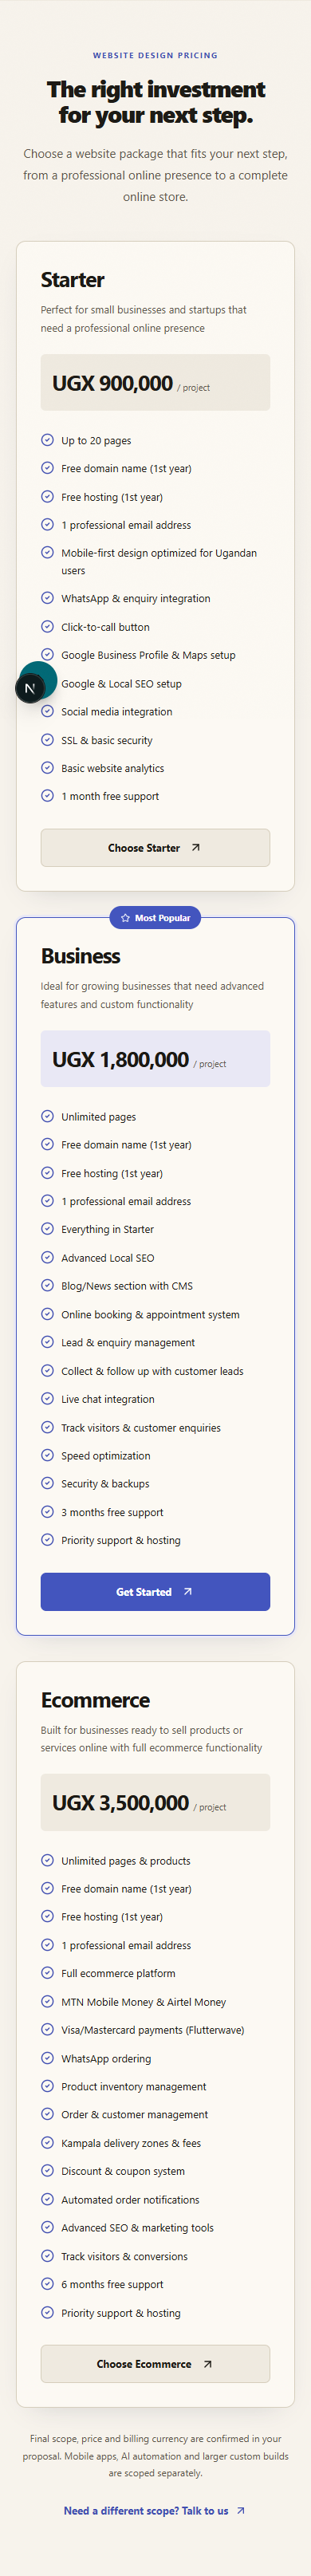 WEBSITE DESIGN PRICING
The right investment
for your next step.
Choose a website package that fits your next step,
from a professional online presence to a complete
online store.
Starter
Perfect for small businesses and startups that
need a professional online presence
UGX 900,000 / project
Up to 20 pages
Free domain name (1st year)
Free hosting (1st year)
1 professional email address
Mobile-first design optimized for Ugandan
users
WhatsApp & enquiry integration
Click-to-call button
Google Business Profile & Maps setup
N
Google & Local SEO setup
Social media integration
SSL & basic security
Basic website analytics
1 month free support
Choose Starter
Most Popular
Business
Ideal for growing businesses that need advanced
features and custom functionality
UGX 1,800,000 / project
Unlimited pages
Free domain name (1st year)
Free hosting (1st year)
1 professional email address
Everything in Starter
Advanced Local SEO
Blog/News section with CMS
Online booking & appointment system
Lead & enquiry management
Collect & follow up with customer leads
Live chat integration
Track visitors & customer enquiries
Speed optimization
Security & backups
3 months free support
Priority support & hosting
Get Started
Ecommerce
Built for businesses ready to sell products or
services online with full ecommerce functionality
UGX 3,500,000 / project
Unlimited pages & products
Free domain name (1st year)
Free hosting (1st year)
1 professional email address
Full ecommerce platform
MTN Mobile Money & Airtel Money
Visa/Mastercard payments (Flutterwave)
WhatsApp ordering
Product inventory management
Order & customer management
Kampala delivery zones & fees
Discount & coupon system
Automated order notifications
Advanced SEO & marketing tools
Track visitors & conversions
6 months free support
Priority support & hosting
Choose Ecommerce
Final scope, price and billing currency are confirmed in your
proposal. Mobile apps, AI automation and larger custom builds
are scoped separately.
Need a different scope? Talk to us